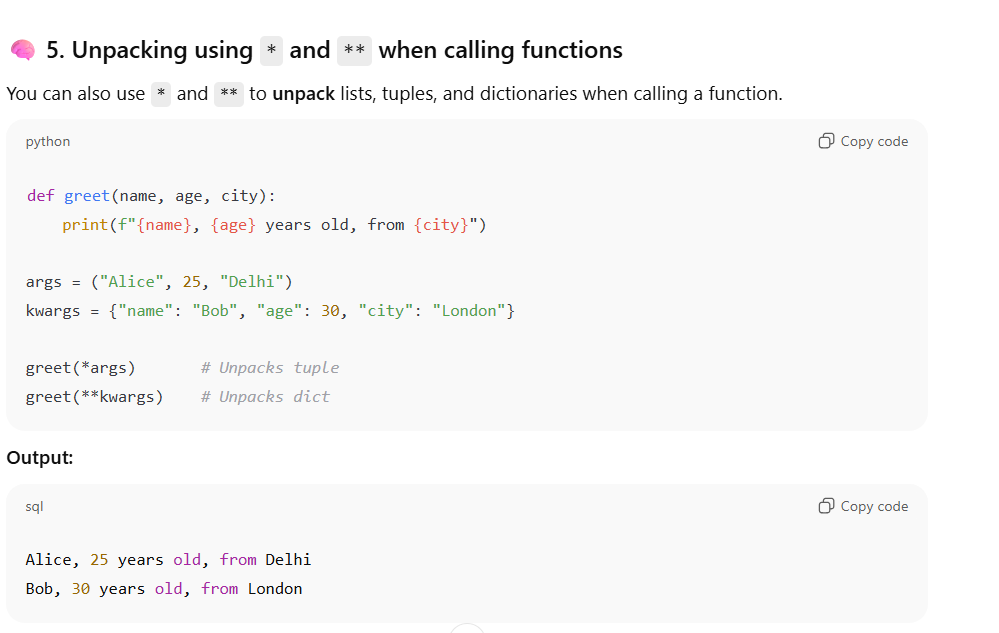 🧠 5. Unpacking using * and ** when calling functions
You can also use * and ** to unpack lists, tuples, and dictionaries when calling a function.
python
Copy code
def greet(name, age, city):
    print(f"{name}, {age} years old, from {city}")
args = ("Alice", 25, "Delhi")
kwargs = {"name": "Bob", "age": 30, "city": "London"}
greet(*args)       # Unpacks tuple
greet(**kwargs)    # Unpacks dict
Output:
sql
Copy code
Alice, 25 years old, from Delhi
Bob, 30 years old, from London